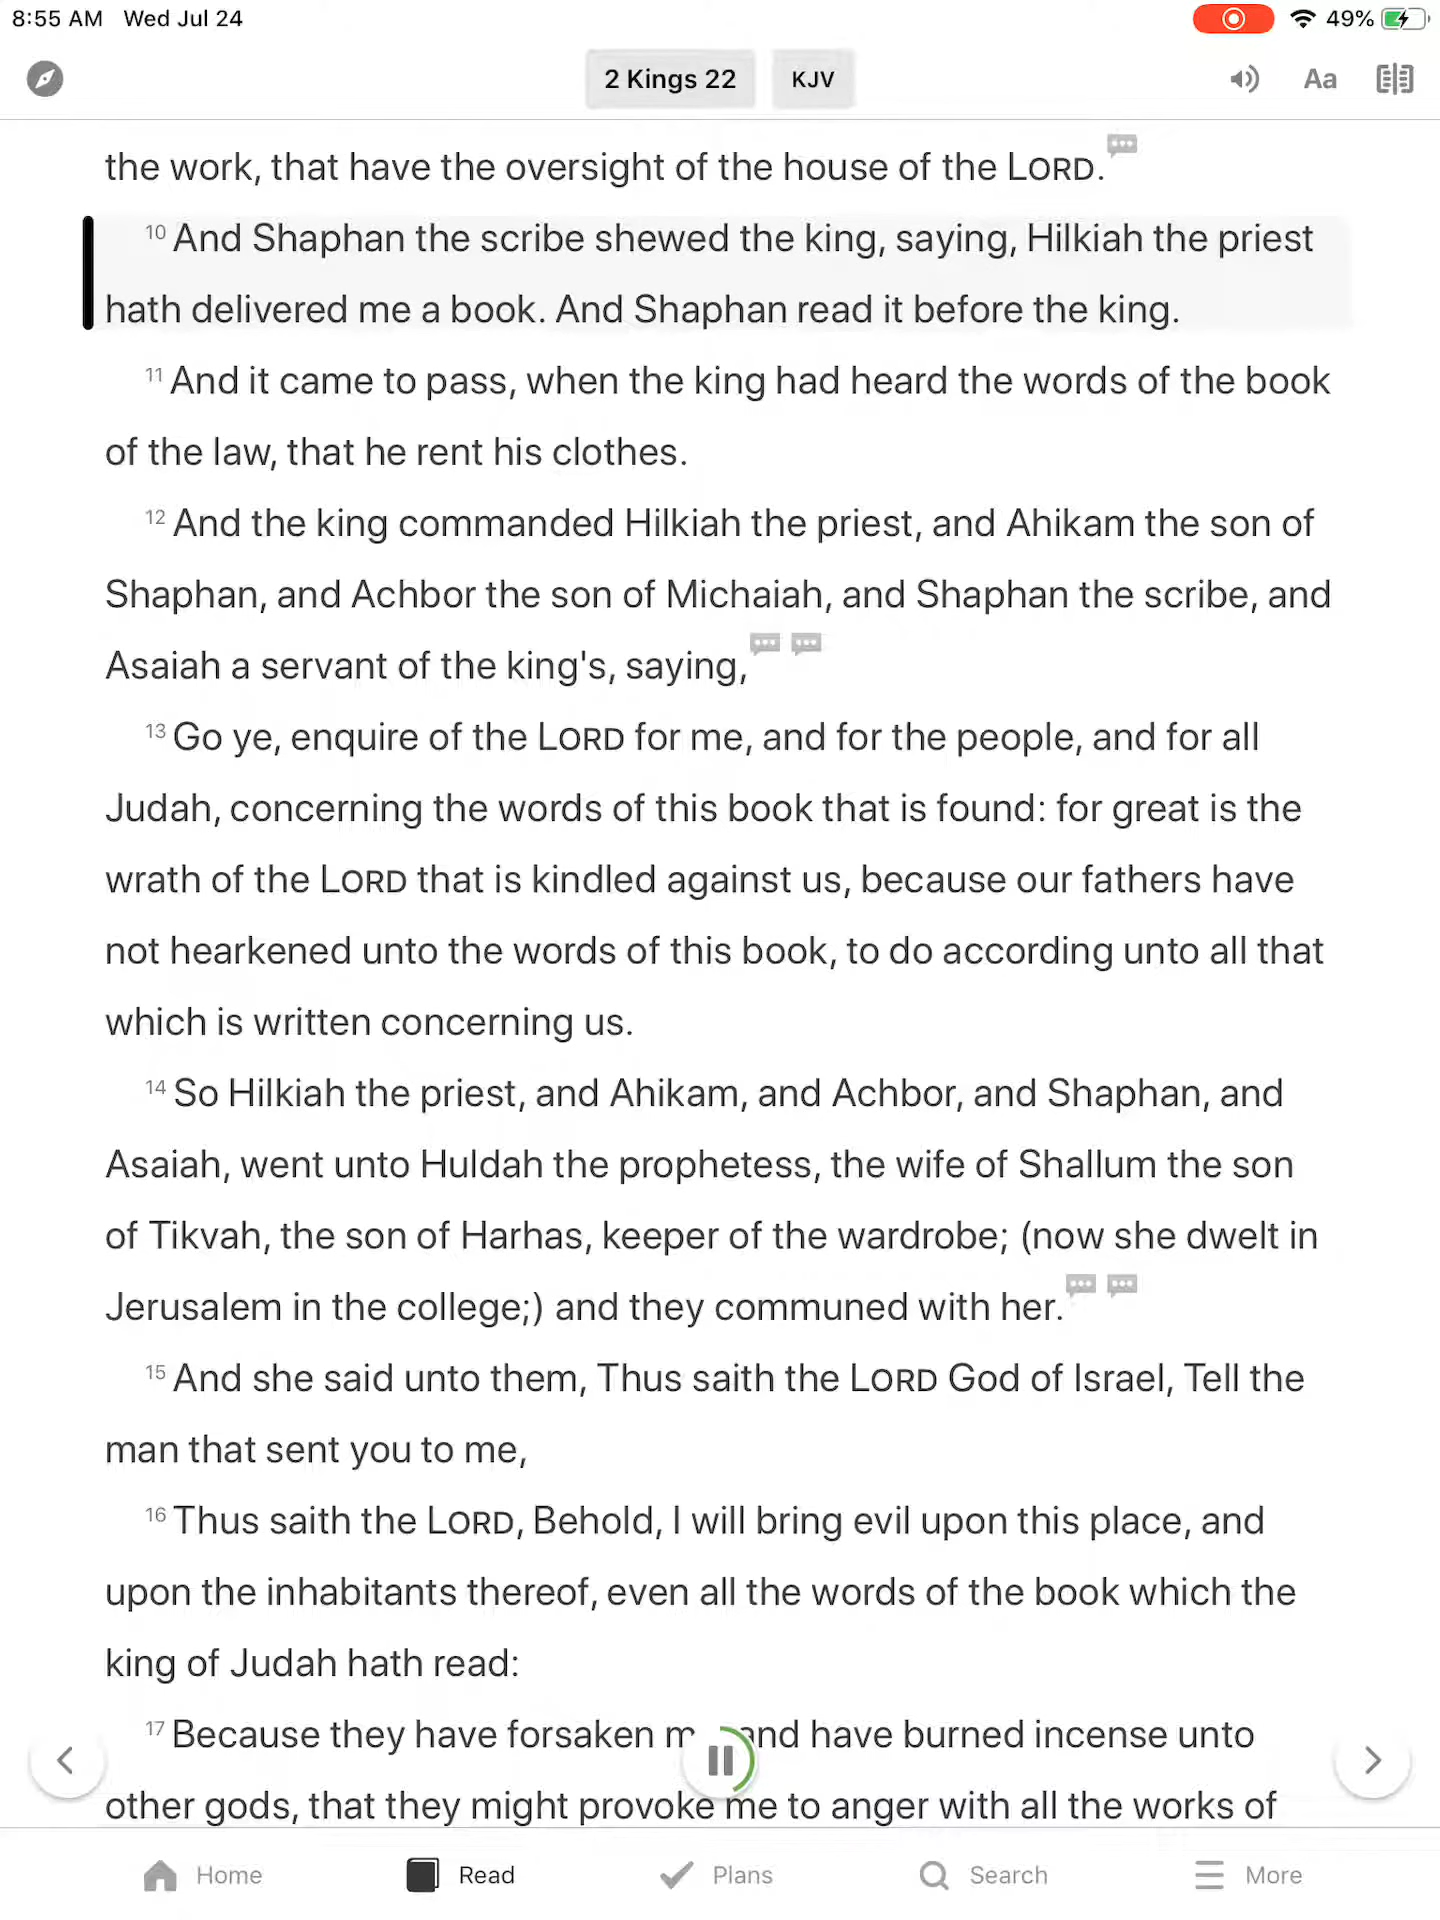 8:55 AM Wed Jul 24 49%
2 Kings 22 KJV Aa
the work, that have the oversight of the house of the LORD.
10 And Shaphan the scribe shewed the king, saying, Hilkiah the priest
hath delivered me a book. And Shaphan read it before the king.
11 And it came to pass, when the king had heard the words of the book
of the law, that he rent his clothes.
12 And the king commanded Hilkiah the priest, and Ahikam the son of
Shaphan, and Achbor the son of Michaiah, and Shaphan the scribe, and
Asaiah a servant of the king's, saying,
13 Go ye, enquire of the LORD for me, and for the people, and for all
Judah, concerning the words of this book that is found: for great is the
wrath of the LORD that is kindled against us, because our fathers have
not hearkened unto the words of this book, to do according unto all that
which is written concerning us.
14 So Hilkiah the priest, and Ahikam, and Achbor, and Shaphan, and
Asaiah, went unto Huldah the prophetess, the wife of Shallum the son
of Tikvah, the son of Harhas, keeper of the wardrobe; (now she dwelt in
Jerusalem in the college;) and they communed with her.
15 And she said unto them, Thus saith the LORD God of Israel, Tell the
man that sent you to me,
16 Thus saith the LORD, Behold, I will bring evil upon this place, and
upon the inhabitants thereof, even all the words of the book which the
king of Judah hath read:
17 Because they have forsaken and have burned incense unto
other gods, that they might provoke me to anger with all the works of
Home Read Plans Search More